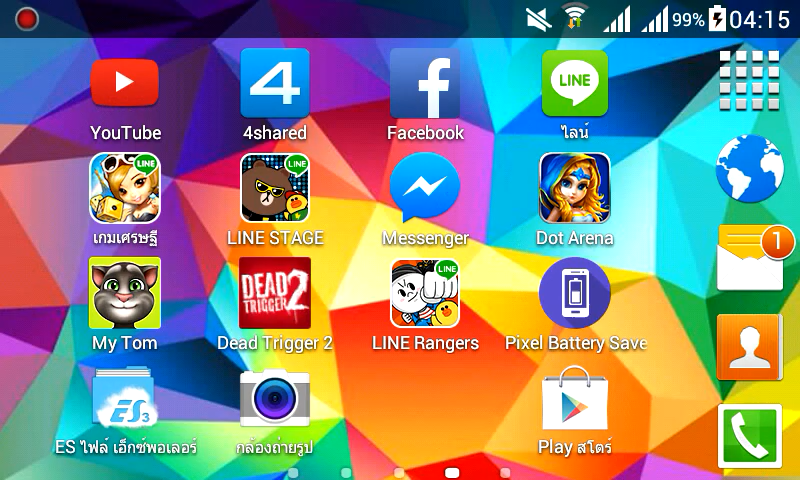 99% 04:15
YouTube
4shared
Facebook
LINE
ไลน์
LINE
เกมเศรษฐี
LINE
LINE STAGE
Messenger
Dot Arena
My Tom
DEAD
TRIGGER 2
Dead Trigger 2
LINE
LINE Rangers
Pixel Battery Save
1
ES 3
ES ไฟล์ เอ็กซ์พอเลอร์
กล้องถ่ายรูป
Play สโตร์